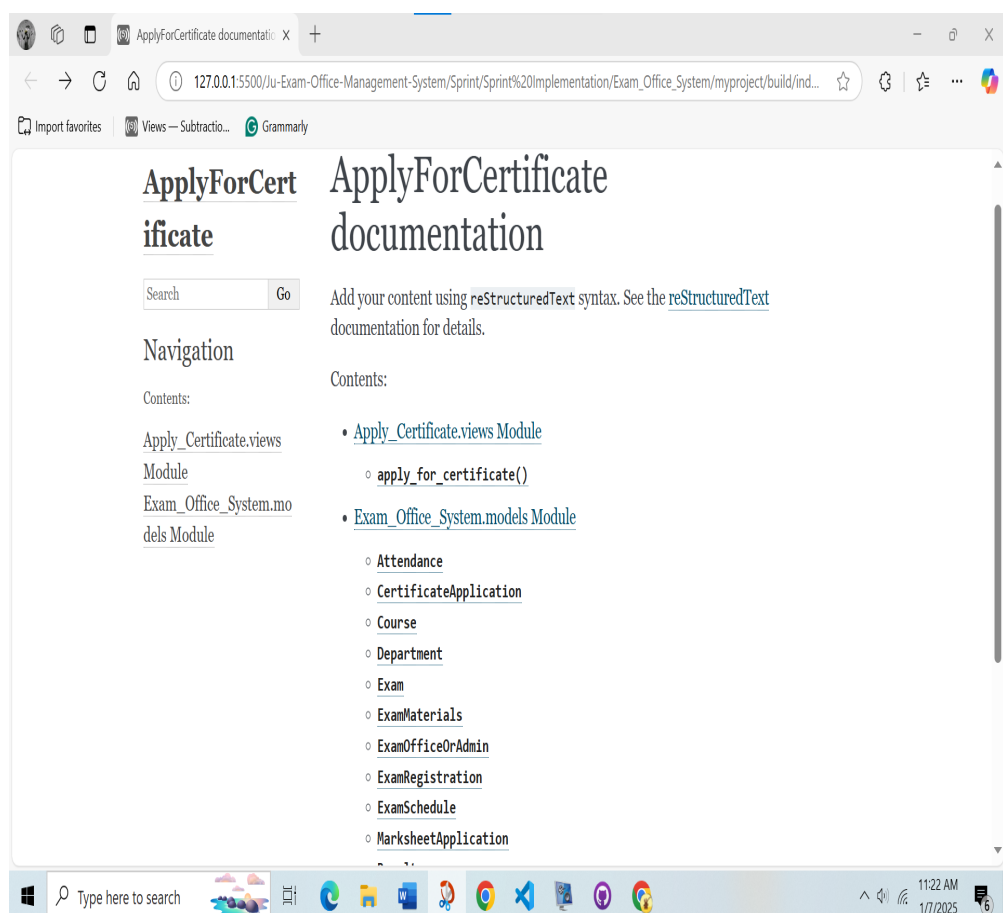 ApplyForCertificate documentatio
127.0.0.1:5500/Ju-Exam-Office-Management-System/Sprint/Sprint%20Implementation/Exam_Office_System/myproject/build/ind...
Import favorites
Views — Subtractio...
Grammarly
ApplyForCert
ificate
Search
Go
Navigation
Contents:
Apply_Certificate.views
Module
Exam_Office_System.mo
dels Module
ApplyForCertificate
documentation
Add your content using reStructuredText syntax. See the reStructuredText
documentation for details.
Contents:
Apply_Certificate.views Module
apply_for_certificate()
Exam_Office_System.models Module
Attendance
CertificateApplication
Course
Department
Exam
ExamMaterials
ExamOfficeOrAdmin
ExamRegistration
ExamSchedule
MarksheetApplication
Type here to search
11:22 AM
1/7/2025
6